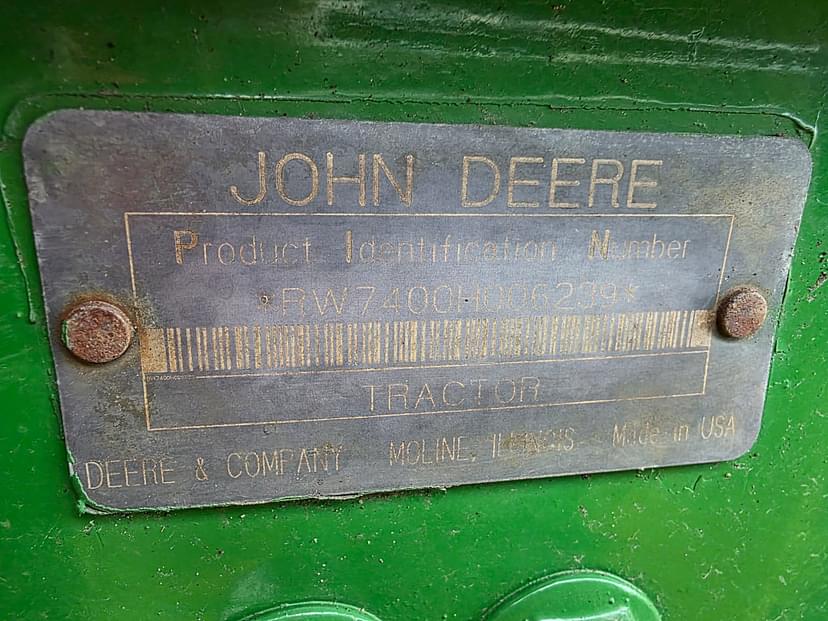 JOHN DEERE
Product Identification Number
*RW7400H006239*
TRACTOR
DEERE & COMPANY MOLINE, ILLINOIS Made in USA